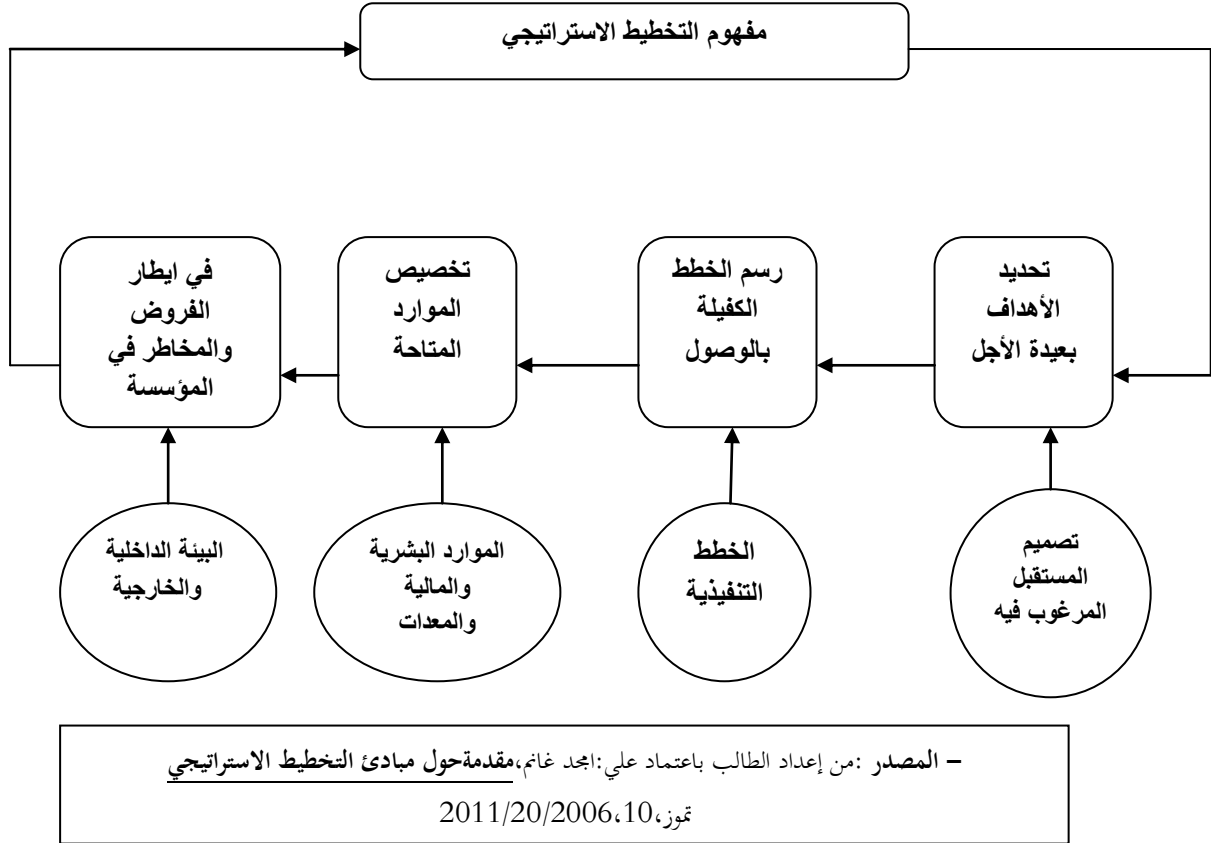 مفهوم التخطيط الاستراتيجي
تحديد
الأهداف
بعيدة الأجل
رسم الخطط
الكفيلة
بالوصول
تخصيص
الموارد
المتاحة
في ايطار
الفروض
والمخاطر في
المؤسسة
تصميم
المستقبل
المرغوب فيه
الخطط
التنفيذية
الموارد البشرية
والمالية
والمعدات
البيئة الداخلية
والخارجية
– المصدر :من إعداد الطالب باعتماد علي:امجد غانم،مقدمةحول مبادئ التخطيط الاستراتيجي
تموز،10،2011/20/2006